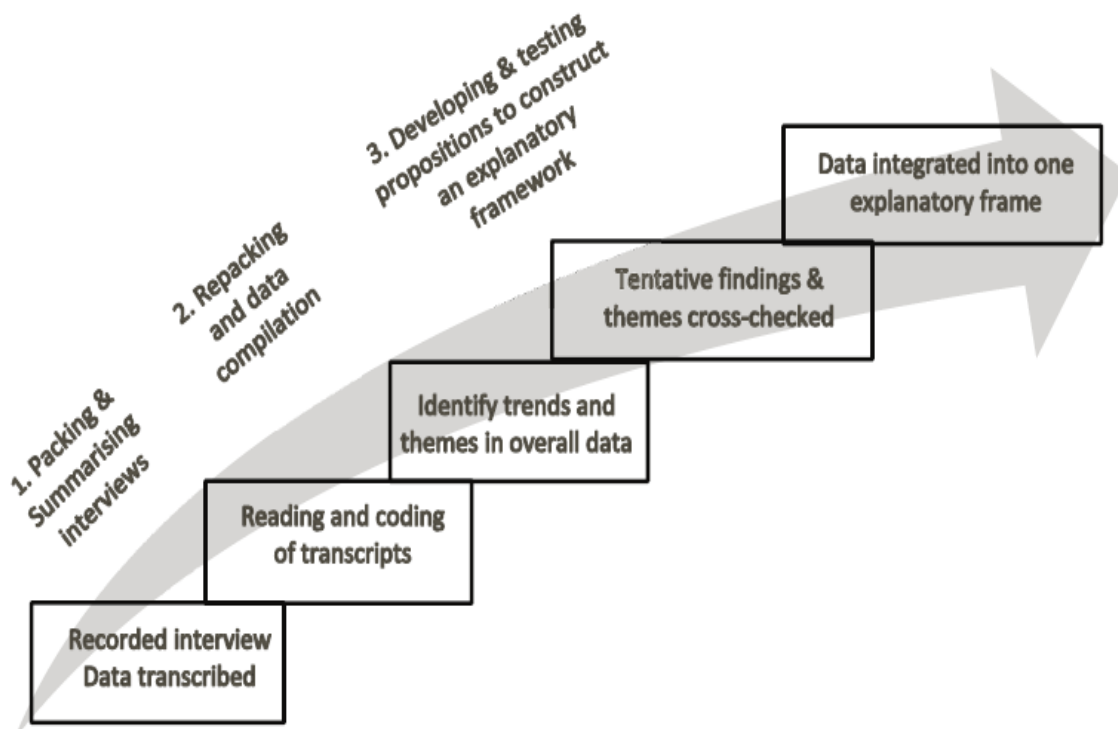 1. Packing &
Summarising
interviews
2. Repacking
and data
compilation
3. Developing & testing
propositions to construct
an explanatory
framework
Recorded interview
Data transcribed
Reading and coding
of transcripts
Identify trends and
themes in overall data
Tentative findings &
themes cross-checked
Data integrated into one
explanatory frame